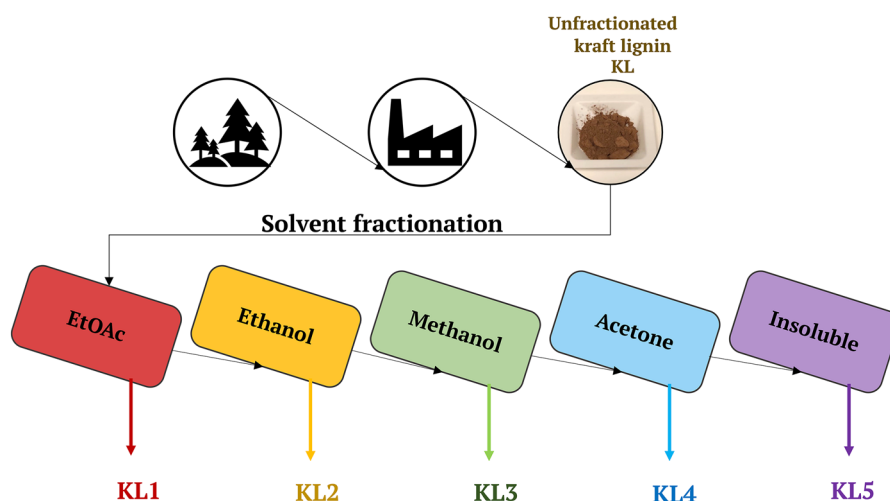 Unfractionated
kraft lignin
KL
Solvent fractionation
EtOAc
Ethanol
Methanol
Acetone
Insoluble
KL1
KL2
KL3
KL4
KL5